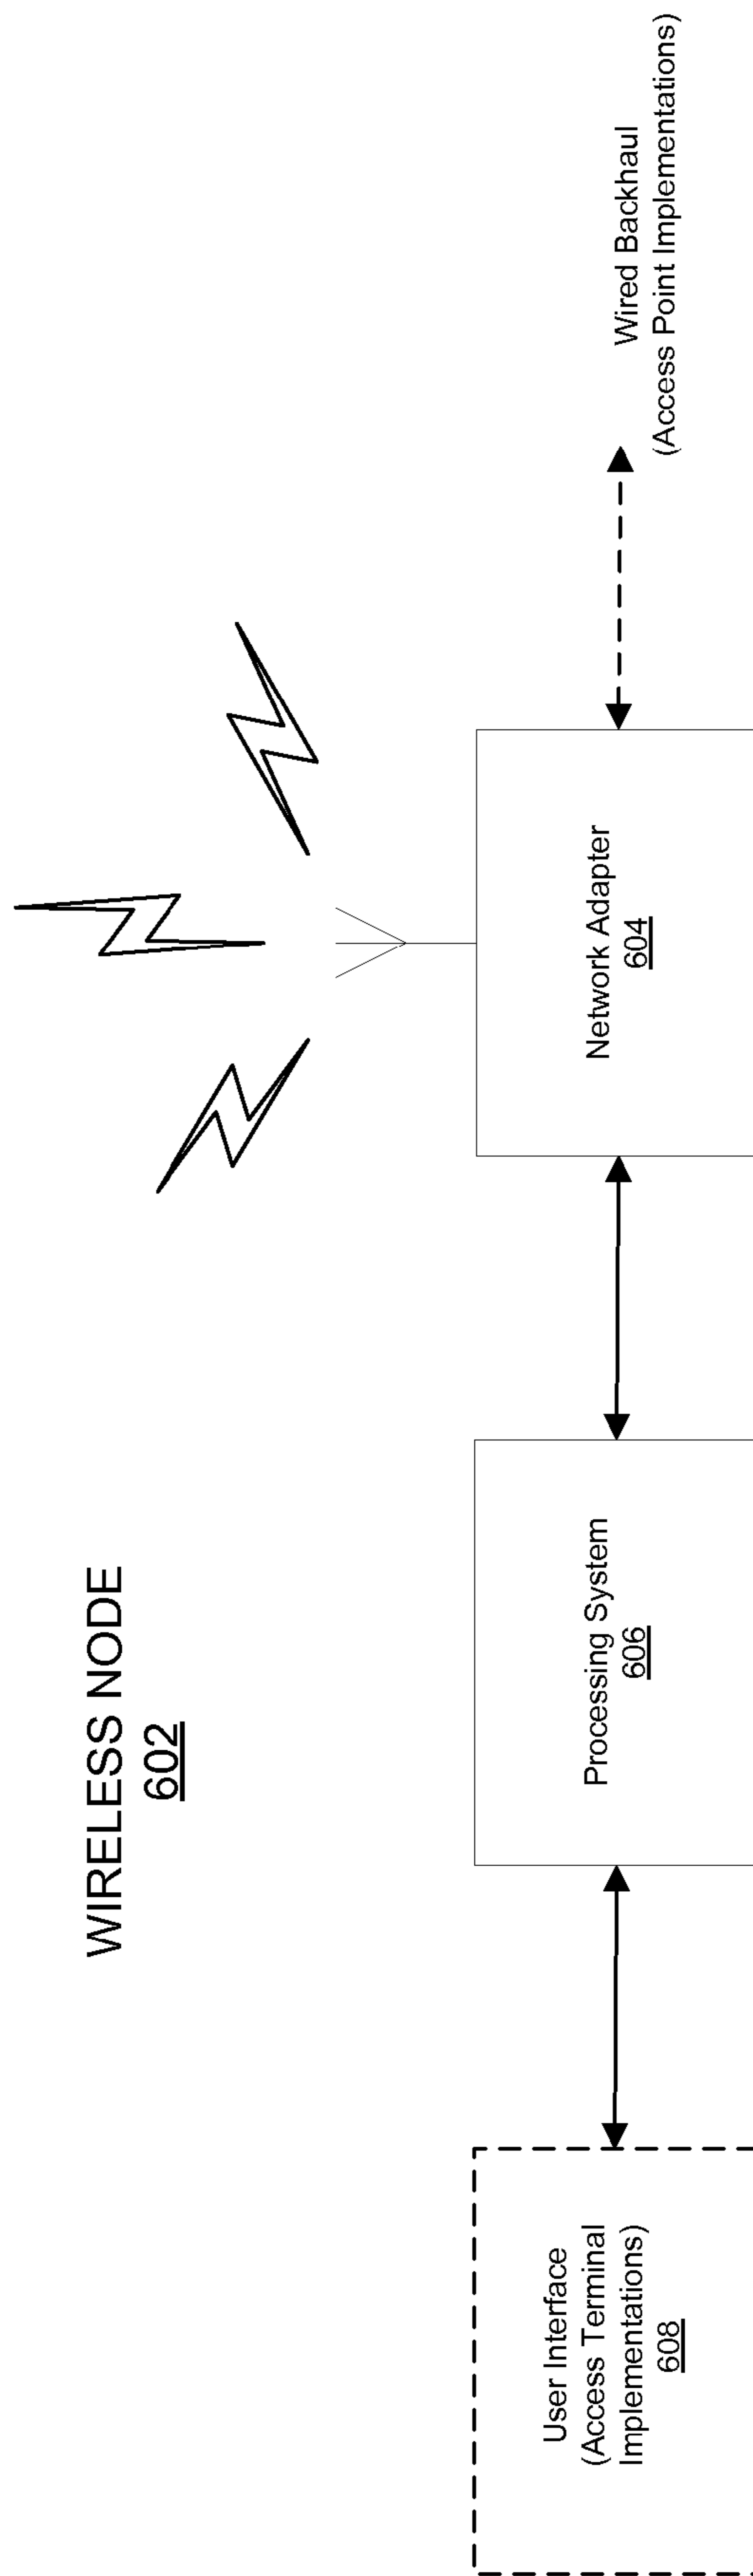 WIRELESS NODE
602
User Interface
(Access Terminal
Implementations)
608
Processing System
606
Network Adapter
604
Wired Backhaul
(Access Point Implementations)